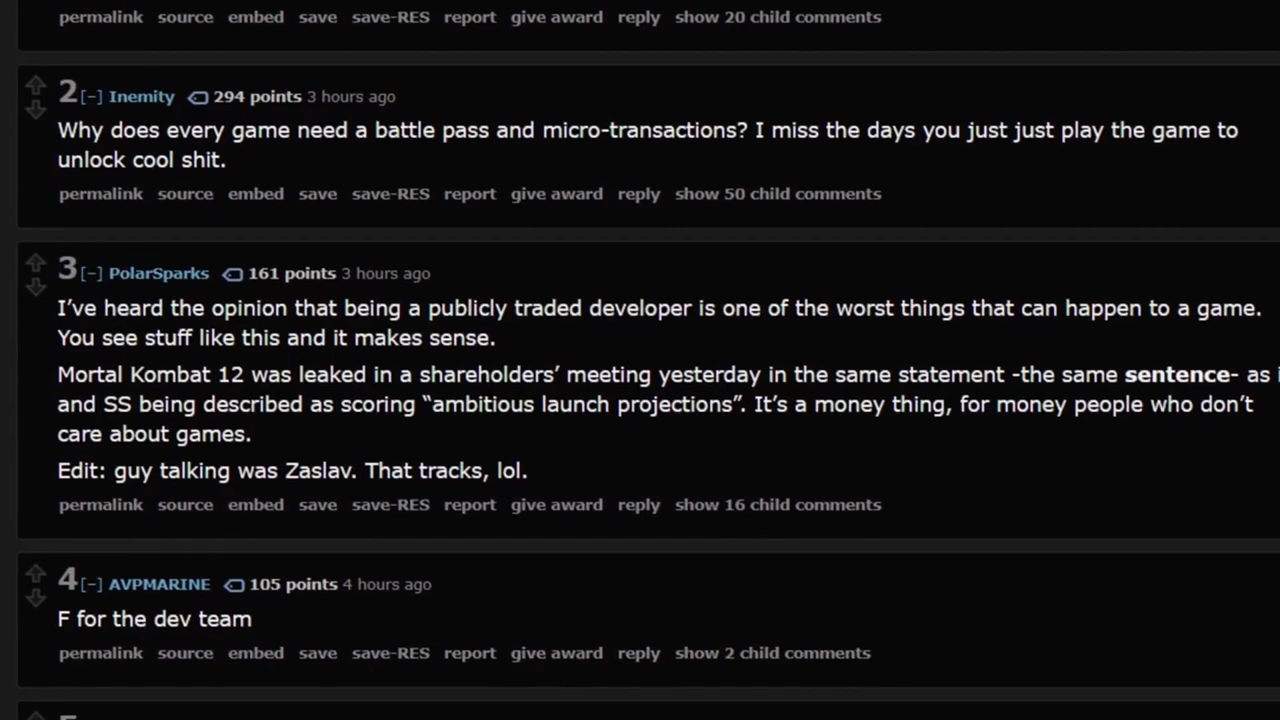 permalink source embed save save-RES report give award reply show 20 child comments
2 [–] Inemity 294 points 3 hours ago
Why does every game need a battle pass and micro-transactions? I miss the days you just just play the game to
unlock cool shit.
permalink source embed save save-RES report give award reply show 50 child comments
3 [–] PolarSparks 161 points 3 hours ago
I’ve heard the opinion that being a publicly traded developer is one of the worst things that can happen to a game.
You see stuff like this and it makes sense.
Mortal Kombat 12 was leaked in a shareholders’ meeting yesterday in the same statement -the same sentence- as
and SS being described as scoring “ambitious launch projections”. It’s a money thing, for money people who don’t
care about games.
Edit: guy talking was Zaslav. That tracks, lol.
permalink source embed save save-RES report give award reply show 16 child comments
4 [–] AVPMARINE 105 points 4 hours ago
F for the dev team
permalink source embed save save-RES report give award reply show 2 child comments